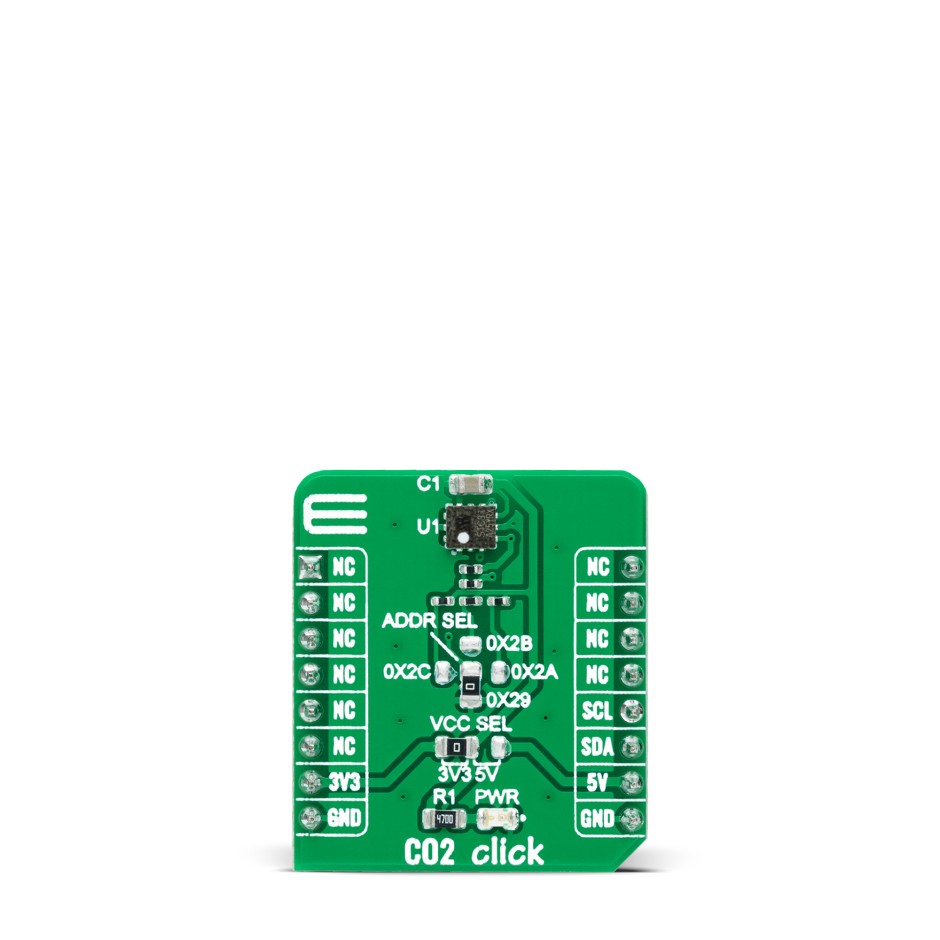 C1
U1
NC NC
NC NC
NC NC
NC NC
NC SCL
NC SDA
3V3 5V
GND GND
ADDR SEL
0X2B
0X2C 0X2A
0X29
VCC SEL
3V3 5V
R1 PWR
4700
CO2 click